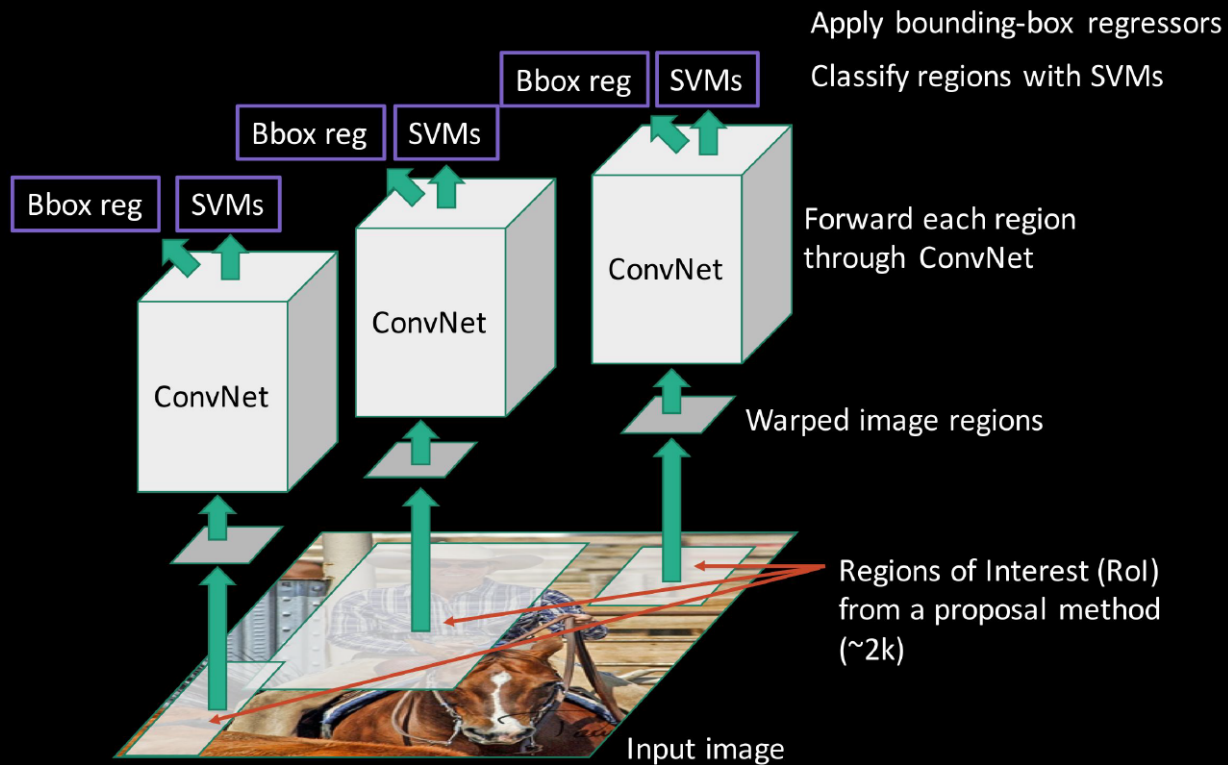 Apply bounding-box regressors
Bbox reg
SVMs
Classify regions with SVMs
Bbox reg
SVMs
Bbox reg
SVMs
ConvNet
Forward each region
through ConvNet
ConvNet
ConvNet
Warped image regions
Regions of Interest (RoI)
from a proposal method
(~2k)
Input image